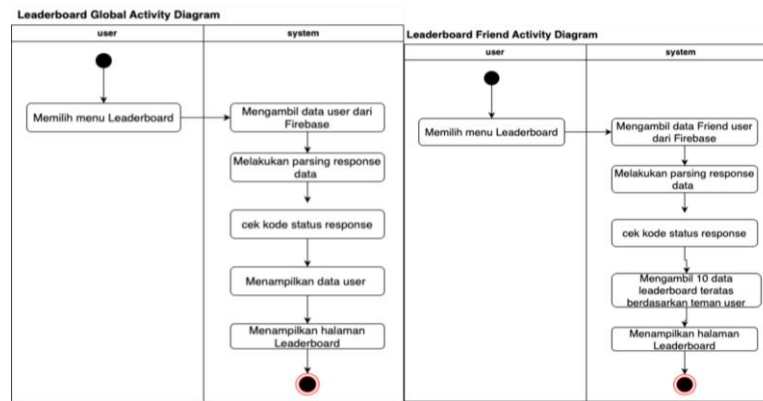 Leaderboard Global Activity Diagram
user
system
Memilih menu Leaderboard
Mengambil data user dari
Firebase
Melakukan parsing response
data
cek kode status response
Menampilkan data user
Menampilkan halaman
Leaderboard
Leaderboard Friend Activity Diagram
user
system
Memilih menu Leaderboard
Mengambil data Friend user
dari Firebase
Melakukan parsing response
data
cek kode status response
Mengambil 10 data
leaderboard teratas
berdasarkan teman user
Menampilkan halaman
Leaderboard